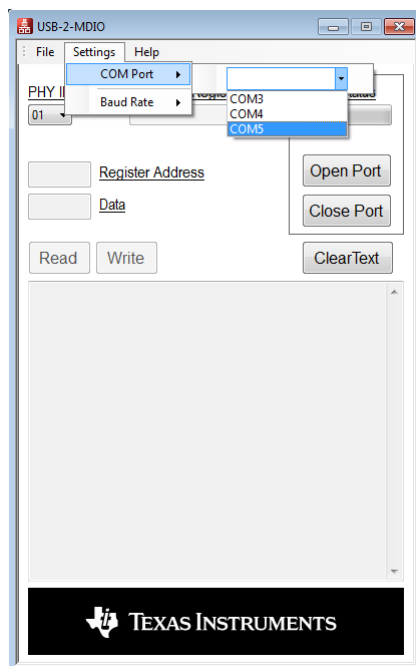 USB-2-MDIO
File Settings Help
COM Port
Baud Rate
COM3
COM4
COM5
PHY I
01
Register Address
Open Port
Data
Close Port
Read Write ClearText
TEXAS INSTRUMENTS